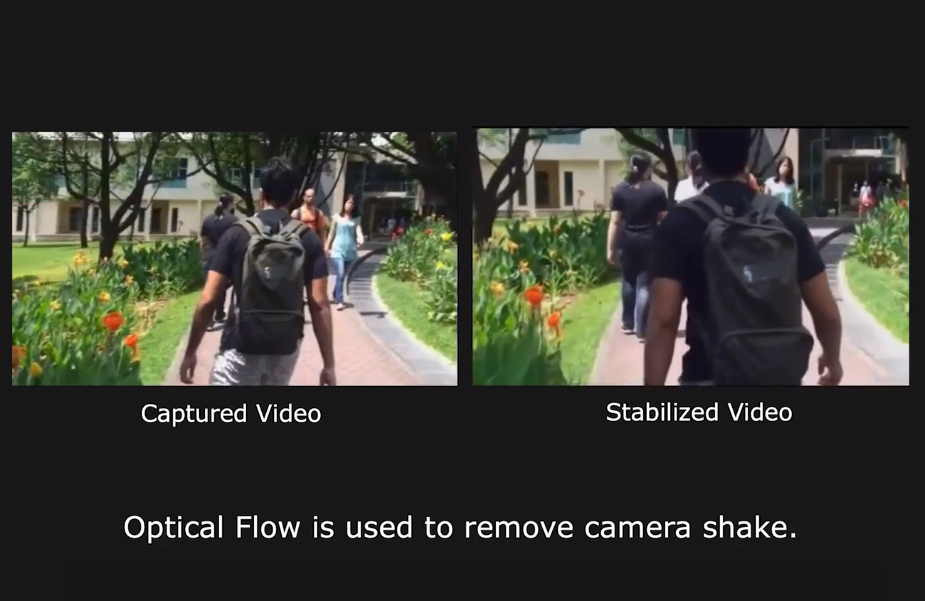 Captured Video
Stabilized Video
Optical Flow is used to remove camera shake.